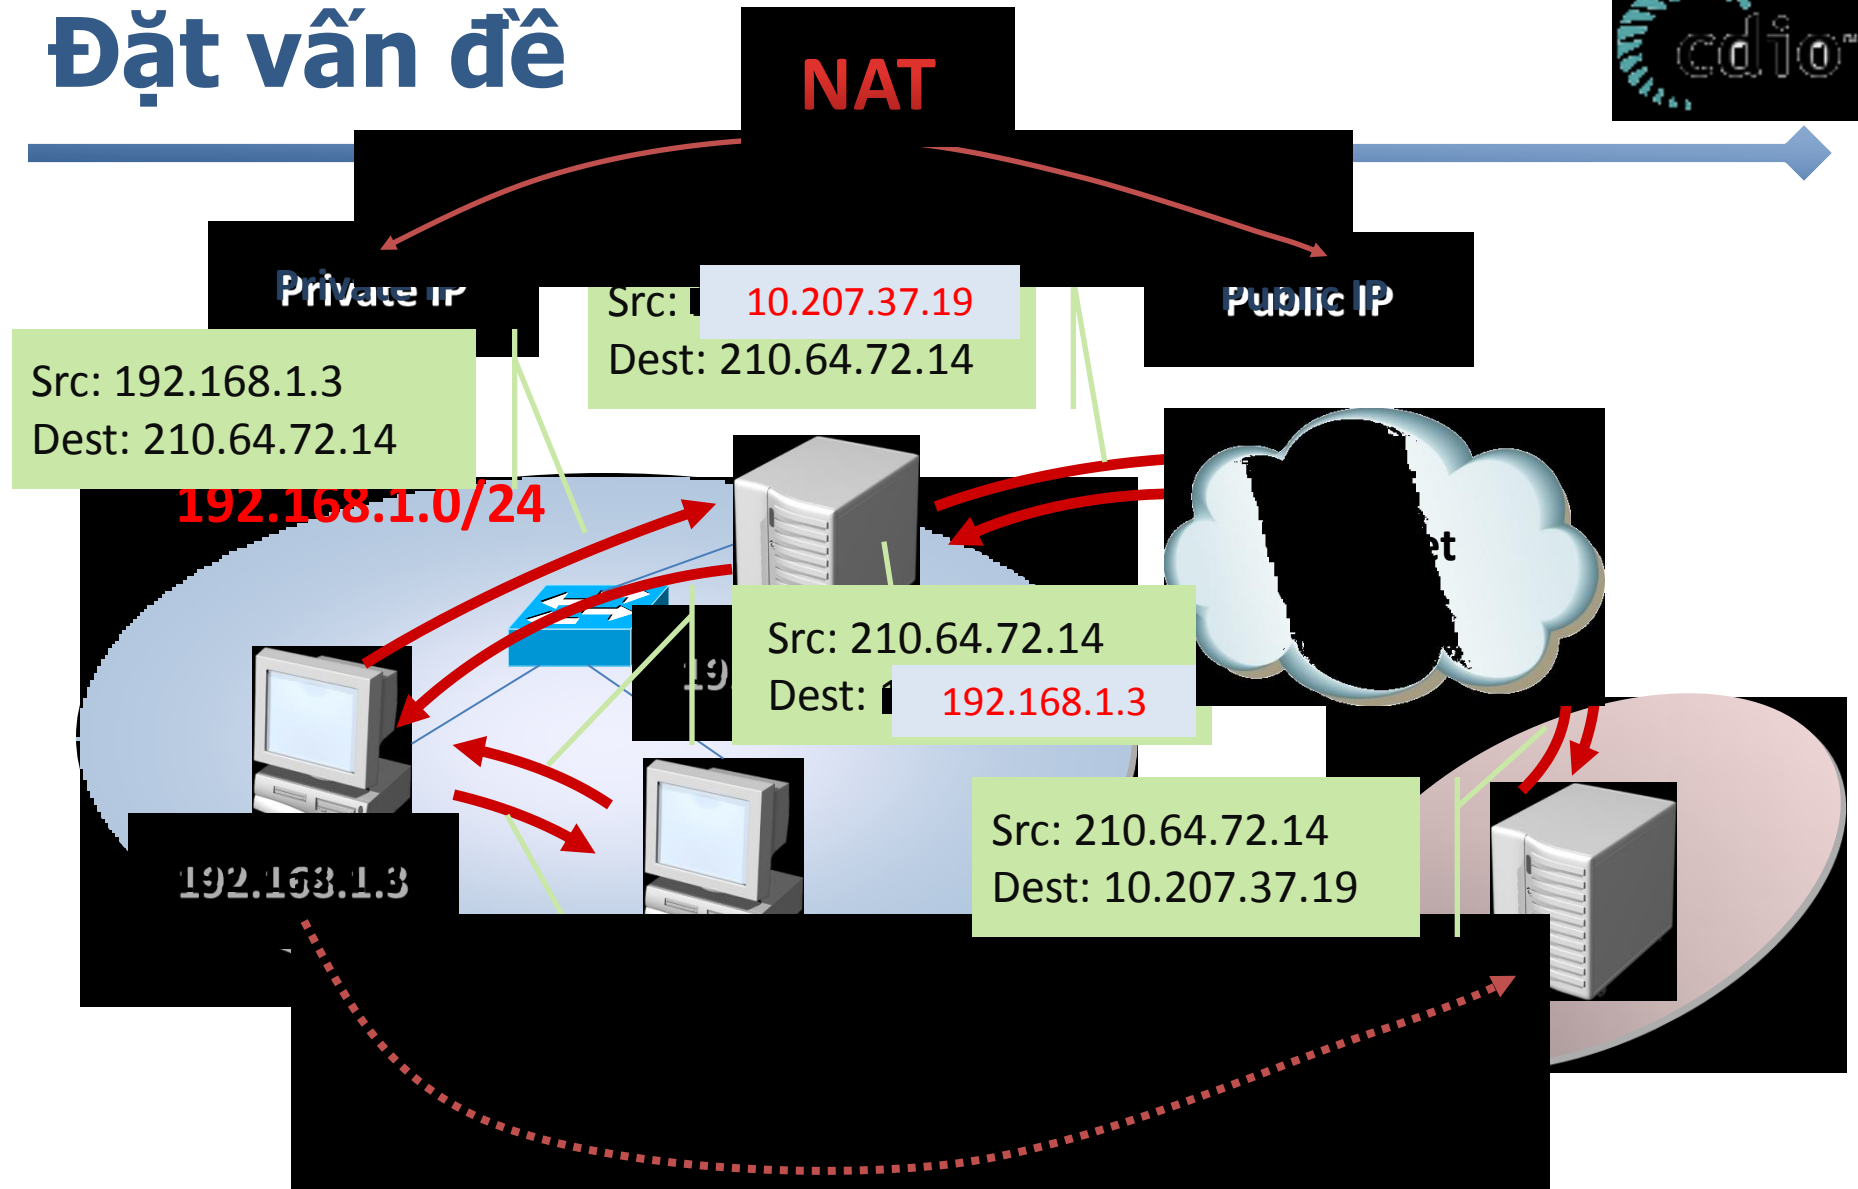 Đặt vấn đề
NAT
cdio
Private IP
Public IP
Src: 10.207.37.19
Dest: 210.64.72.14
Src: 192.168.1.3
Dest: 210.64.72.14
192.168.1.0/24
Src: 210.64.72.14
Dest: 192.168.1.3
Src: 210.64.72.14
Dest: 10.207.37.19
192.168.1.3